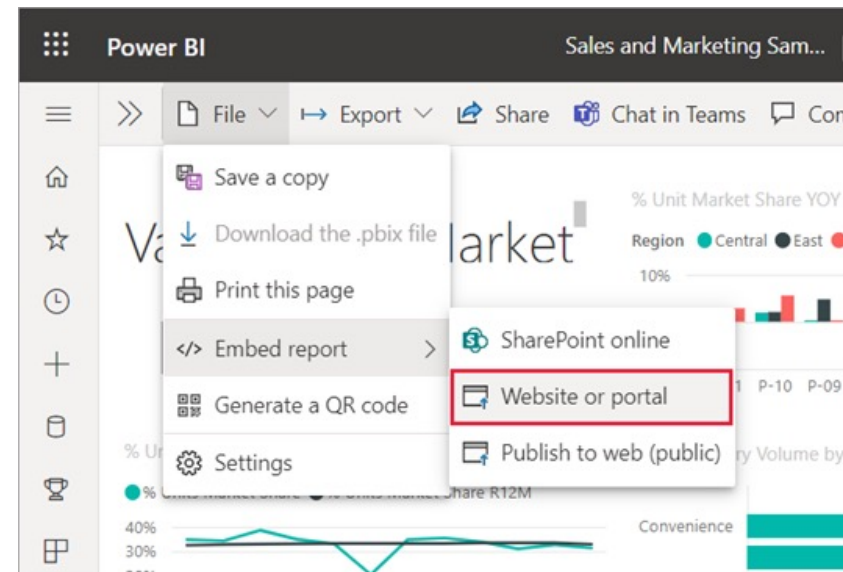 Power BI Sales and Marketing Sam...
File Export Share Chat in Teams
Save a copy
Download the .pbix file
Print this page
Embed report
Generate a QR code
Settings
SharePoint online
Website or portal
Publish to web (public)
% Unit Market Share YOY
Region Central East
10%
P-10 P-09
Share R12M
40%
30%
Convenience